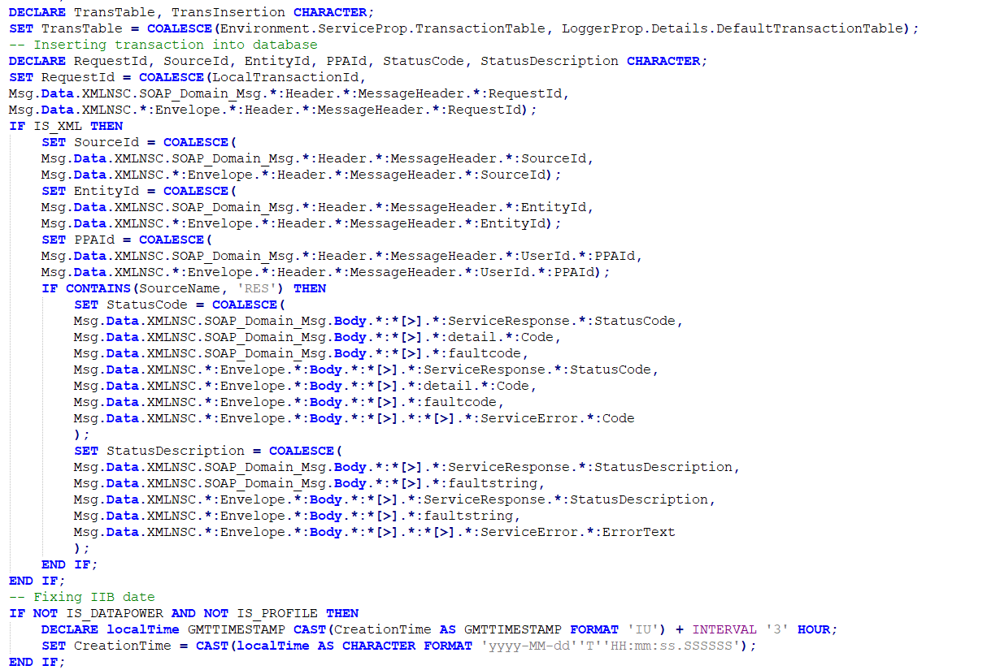 DECLARE TransTable, TransInsertion CHARACTER;
SET TransTable = COALESCE(Environment.ServiceProp.TransactionTable, LoggerProp.Details.DefaultTransactionTable);
-- Inserting transaction into database
DECLARE RequestId, SourceId, EntityId, PPAId, StatusCode, StatusDescription CHARACTER;
SET RequestId = COALESCE(LocalTransactionId,
Msg.Data.XMLNSC.SOAP_Domain_Msg.*:Header.*:MessageHeader.*:RequestId,
Msg.Data.XMLNSC.*:Envelope.*:Header.*:MessageHeader.*:RequestId);
IF IS_XML THEN
    SET SourceId = COALESCE(
    Msg.Data.XMLNSC.SOAP_Domain_Msg.*:Header.*:MessageHeader.*:SourceId,
    Msg.Data.XMLNSC.*:Envelope.*:Header.*:MessageHeader.*:SourceId);
    SET EntityId = COALESCE(
    Msg.Data.XMLNSC.SOAP_Domain_Msg.*:Header.*:MessageHeader.*:EntityId,
    Msg.Data.XMLNSC.*:Envelope.*:Header.*:MessageHeader.*:EntityId);
    SET PPAId = COALESCE(
    Msg.Data.XMLNSC.SOAP_Domain_Msg.*:Header.*:MessageHeader.*:UserId.*:PPAId,
    Msg.Data.XMLNSC.*:Envelope.*:Header.*:MessageHeader.*:UserId.*:PPAId);
    IF CONTAINS(SourceName, 'RES') THEN
        SET StatusCode = COALESCE(
        Msg.Data.XMLNSC.SOAP_Domain_Msg.Body.*:*[>].*:ServiceResponse.*:StatusCode,
        Msg.Data.XMLNSC.SOAP_Domain_Msg.Body.*:*[>].*:detail.*:Code,
        Msg.Data.XMLNSC.SOAP_Domain_Msg.Body.*:*[>].*:faultcode,
        Msg.Data.XMLNSC.*:Envelope.*:Body.*:*[>].*:ServiceResponse.*:StatusCode,
        Msg.Data.XMLNSC.*:Envelope.*:Body.*:*[>].*:detail.*:Code,
        Msg.Data.XMLNSC.*:Envelope.*:Body.*:*[>].*:faultcode,
        Msg.Data.XMLNSC.*:Envelope.*:Body.*:*[>].*:*[>].*:ServiceError.*:Code
        );
        SET StatusDescription = COALESCE(
        Msg.Data.XMLNSC.SOAP_Domain_Msg.Body.*:*[>].*:ServiceResponse.*:StatusDescription,
        Msg.Data.XMLNSC.SOAP_Domain_Msg.Body.*:*[>].*:faultstring,
        Msg.Data.XMLNSC.*:Envelope.*:Body.*:*[>].*:ServiceResponse.*:StatusDescription,
        Msg.Data.XMLNSC.*:Envelope.*:Body.*:*[>].*:faultstring,
        Msg.Data.XMLNSC.*:Envelope.*:Body.*:*[>].*:*[>].*:ServiceError.*:ErrorText
        );
    END IF;
END IF;
-- Fixing IIB date
IF NOT IS_DATAPOWER AND NOT IS_PROFILE THEN
    DECLARE localTime GMTTIMESTAMP CAST(CreationTime AS GMTTIMESTAMP FORMAT 'IU') + INTERVAL '3' HOUR;
    SET CreationTime = CAST(localTime AS CHARACTER FORMAT 'yyyy-MM-dd''T''HH:mm:ss.SSSSSS');
END IF;